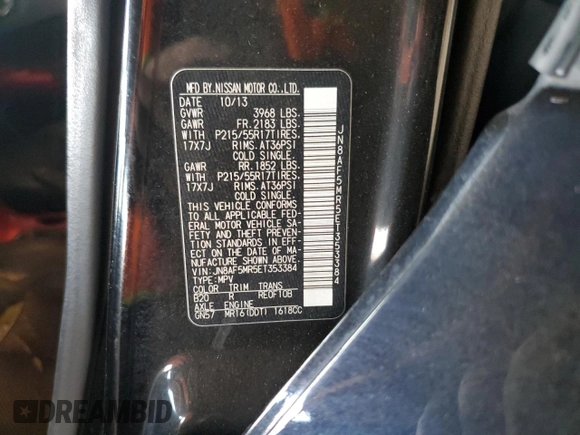 MFD BY.NISSAN MOTOR CO.,LTD.
DATE 10/13
GVWR 3968 LBS.
GAWR FR.2183 LBS.
WITH P215/55R17TIRES.
17X7J RIMS.AT36PSI
COLD SINGLE.
GAWR RR.1852 LBS.
WITH P215/55R17TIRES.
17X7J RIMS.AT36PSI
COLD SINGLE.
THIS VEHICLE CONFORMS
TO ALL APPLICABLE FED-
ERAL MOTOR VEHICLE SA-
FETY AND THEFT PREVEN-
TION STANDARDS IN EFF-
ECT ON THE DATE OF MA-
NUFACTURE SHOWN ABOVE.
VIN:JN8AF5MR5ET353384
TYPE:MPV
COLOR TRIM TRANS
B20 R RE0F10B
AXLE ENGINE
GN57 MR16(DDT) 1618CC
JN8AF5MR5ET353384
DREAMBID